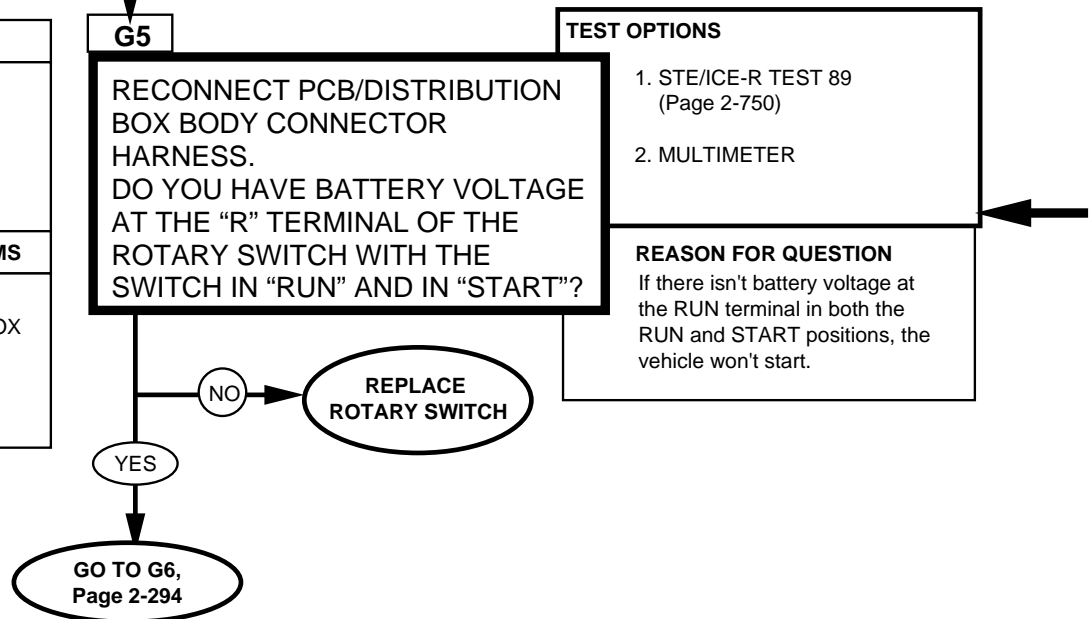 G5
RECONNECT PCB/DISTRIBUTION
BOX BODY CONNECTOR
HARNESS.
DO YOU HAVE BATTERY VOLTAGE
AT THE “R” TERMINAL OF THE
ROTARY SWITCH WITH THE
SWITCH IN “RUN” AND IN “START”?
TEST OPTIONS
1. STE/ICE-R TEST 89
(Page 2-750)
2. MULTIMETER
REASON FOR QUESTION
If there isn't battery voltage at
the RUN terminal in both the
RUN and START positions, the
vehicle won't start.
NO
REPLACE
ROTARY SWITCH
YES
GO TO G6,
Page 2-294